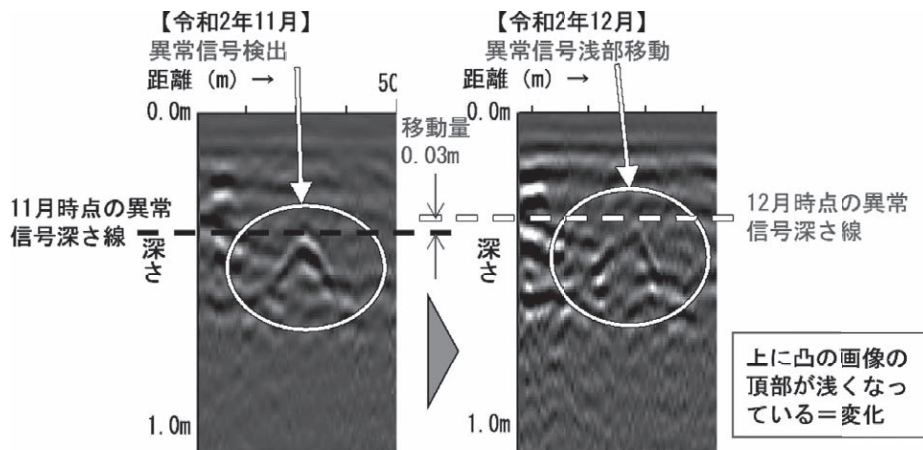 【令和2年11月】
異常信号検出
距離 (m) →
50
0.0m
11月時点の異常
信号深さ線
深さ
1.0m
移動量
0.03m
【令和2年12月】
異常信号浅部移動
距離 (m) →
0.0m
12月時点の異常
信号深さ線
深さ
1.0m
上に凸の画像の
頂部が浅くなっ
ている＝変化